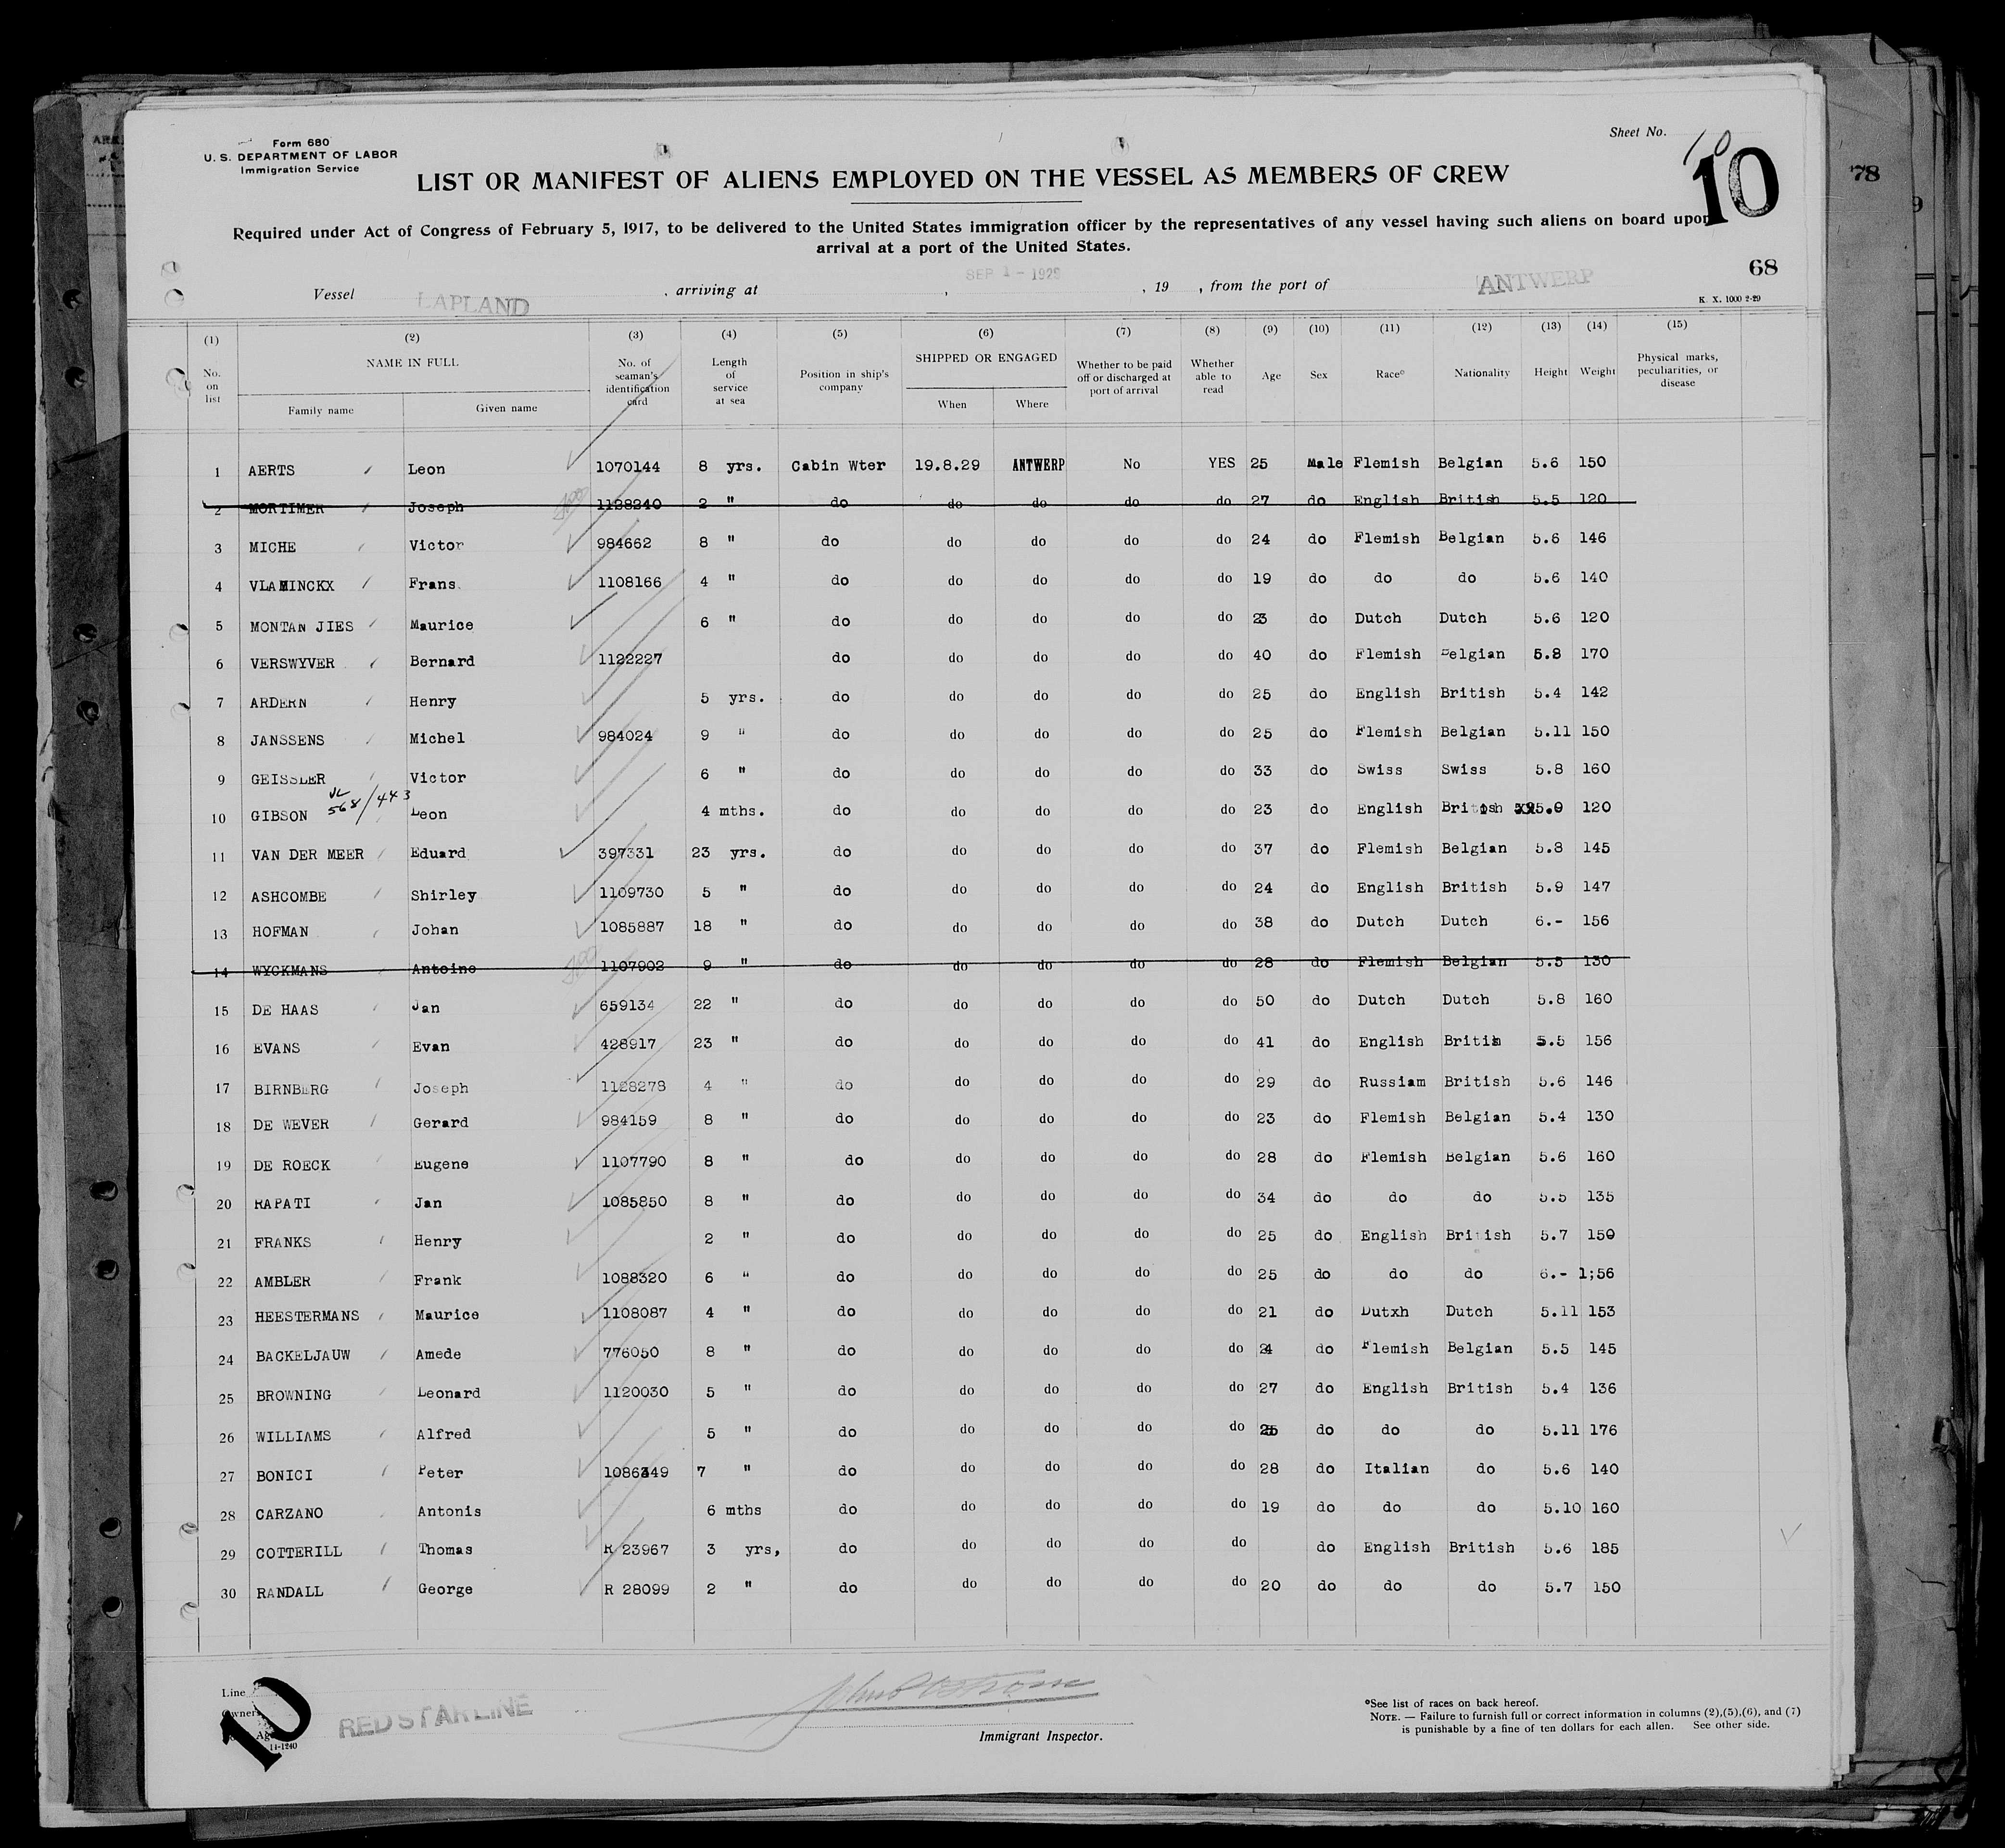 Form 680
U. S. DEPARTMENT OF LABOR
Immigration Service
Sheet No. 10
10
78
9
LIST OR MANIFEST OF ALIENS EMPLOYED ON THE VESSEL AS MEMBERS OF CREW
Required under Act of Congress of February 5, 1917, to be delivered to the United States immigration officer by the representatives of any vessel having such aliens on board upon
arrival at a port of the United States.
68
Vessel LAPLAND , arriving at SEP 1 - 1929 , 19 , from the port of ANTWERP
K. X. 1000 2-29
(1) (2) (3) (4) (5) (6) (7) (8) (9) (10) (11) (12) (13) (14) (15)
No. on list NAME IN FULL Family name Given name No. of seaman's identification card Length of service at sea Position in ship's company SHIPPED OR ENGAGED When Where Whether to be paid off or discharged at port of arrival Whether able to read Age Sex Race° Nationality Height Weight Physical marks, peculiarities, or disease
1 AERTS Leon 1070144 8 yrs. Cabin Wter 19.8.29 ANTWERP No YES 25 Male Flemish Belgian 5.6 150
2 MORTIMER Joseph 1128240 2 " do do do do do 27 do English British 5.5 120
3 MICHE Victor 984662 8 " do do do do do 24 do Flemish Belgian 5.6 146
4 VLAMINCKX Frans. 1108166 4 " do do do do do 19 do do do 5.6 140
5 MONTAN JIES Maurice 6 " do do do do do 23 do Dutch Dutch 5.6 120
6 VERSWYVER Bernard 1122227 do do do do do 40 do Flemish Belgian 5.8 170
7 ARDERN Henry 5 yrs. do do do do do 25 do English British 5.4 142
8 JANSSENS Michel 984024 9 " do do do do do 25 do Flemish Belgian 5.11 150
9 GEISSLER Victor 6 " do do do do do 33 do Swiss Swiss 5.8 160
568/443
10 GIBSON Leon 4 mths. do do do do do 23 do English British 5.9 120
11 VAN DER MEER Eduard 397331 23 yrs. do do do do do 37 do Flemish Belgian 5.8 145
12 ASHCOMBE Shirley 1109730 5 " do do do do do 24 do English British 5.9 147
13 HOFMAN Johan 1085887 18 " do do do do do 38 do Dutch Dutch 6.- 156
14 WYCKMANS Antoine 1107902 9 " do do do do do 28 do Flemish Belgian 5.5 130
15 DE HAAS Jan 659134 22 " do do do do do 50 do Dutch Dutch 5.8 160
16 EVANS Evan 428917 23 " do do do do do 41 do English Britih 5.5 156
17 BIRNBERG Joseph 1128278 4 " do do do do do 29 do Russiam British 5.6 146
18 DE WEVER Gerard 984159 8 " do do do do do 23 do Flemish Belgian 5.4 130
19 DE ROECK Eugene 1107790 8 " do do do do do 28 do Flemish Belgian 5.6 160
20 RAPATI Jan 1085850 8 " do do do do do 34 do do do 5.5 135
21 FRANKS Henry 2 " do do do do do 25 do English British 5.7 150
22 AMBLER Frank 1088320 6 " do do do do do 25 do do do 6.- 1;56
23 HEESTERMANS Maurice 1108087 4 " do do do do do 21 do Dutxh Dutch 5.11 153
24 BACKELJAUW Amede 776050 8 " do do do do do 24 do Flemish Belgian 5.5 145
25 BROWNING Leonard 1120030 5 " do do do do do 27 do English British 5.4 136
26 WILLIAMS Alfred 5 " do do do do do 25 do do do 5.11 176
27 BONICI Peter 1086349 7 " do do do do do 28 do Italian do 5.6 140
28 CARZANO Antonis 6 mths do do do do do 19 do do do 5.10 160
29 COTTERILL Thomas R 23967 3 yrs, do do do do do do English British 5.6 185
30 RANDALL George R 28099 2 " do do do do do 20 do do do 5.7 150
Line
Owners
10
14-1240
RED STAR LINE
Immigrant Inspector.
°See list of races on back hereof.
NOTE. — Failure to furnish full or correct information in columns (2),(5),(6), and (7)
is punishable by a fine of ten dollars for each allen. See other side.